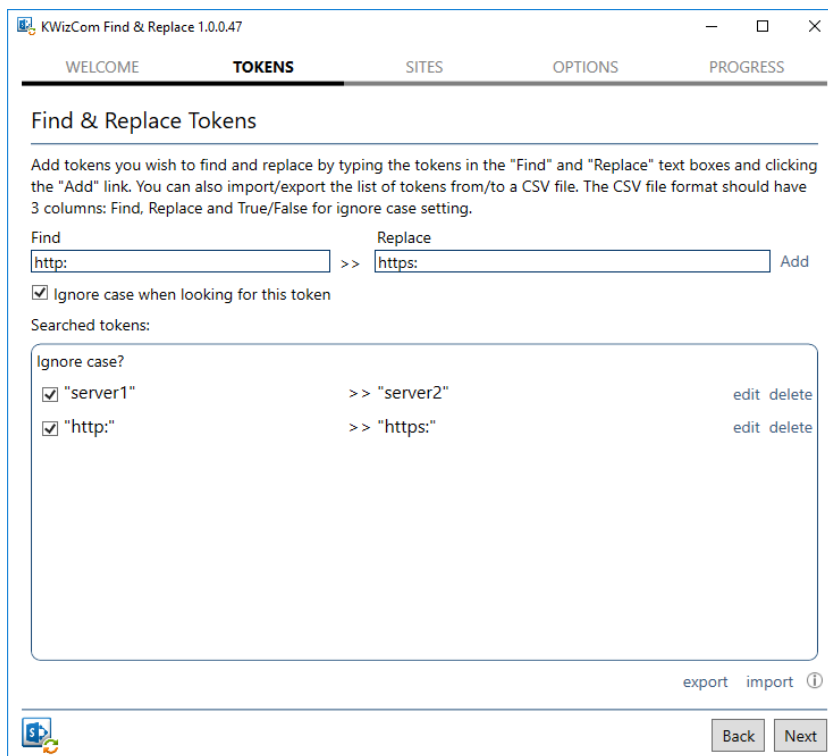 KWizCom Find & Replace 1.0.0.47
WELCOME TOKENS SITES OPTIONS PROGRESS
Find & Replace Tokens
Add tokens you wish to find and replace by typing the tokens in the "Find" and "Replace" text boxes and clicking
the "Add" link. You can also import/export the list of tokens from/to a CSV file. The CSV file format should have
3 columns: Find, Replace and True/False for ignore case setting.
Find Replace
http: >> https: Add
Ignore case when looking for this token
Searched tokens:
Ignore case?
"server1" >> "server2" edit delete
"http:" >> "https:" edit delete
export import
Back Next